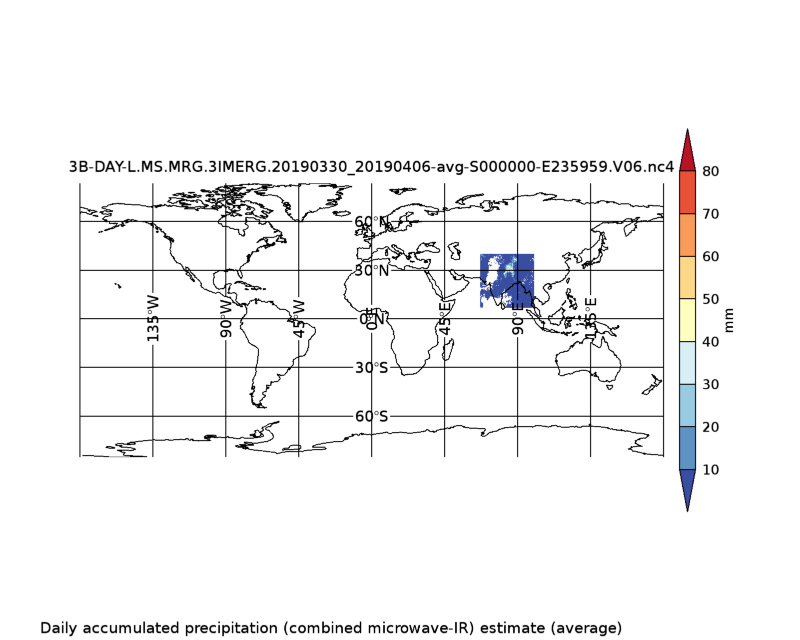 3B-DAY-L.MS.MRG.3IMERG.20190330_20190406-avg-S000000-E235959.V06.nc4
80
70
60
50
40
30
20
10
mm
60°N
30°N
0°N
30°S
60°S
135°W
90°W
45°W
0°E
45°E
90°E
135°E
Daily accumulated precipitation (combined microwave-IR) estimate (average)